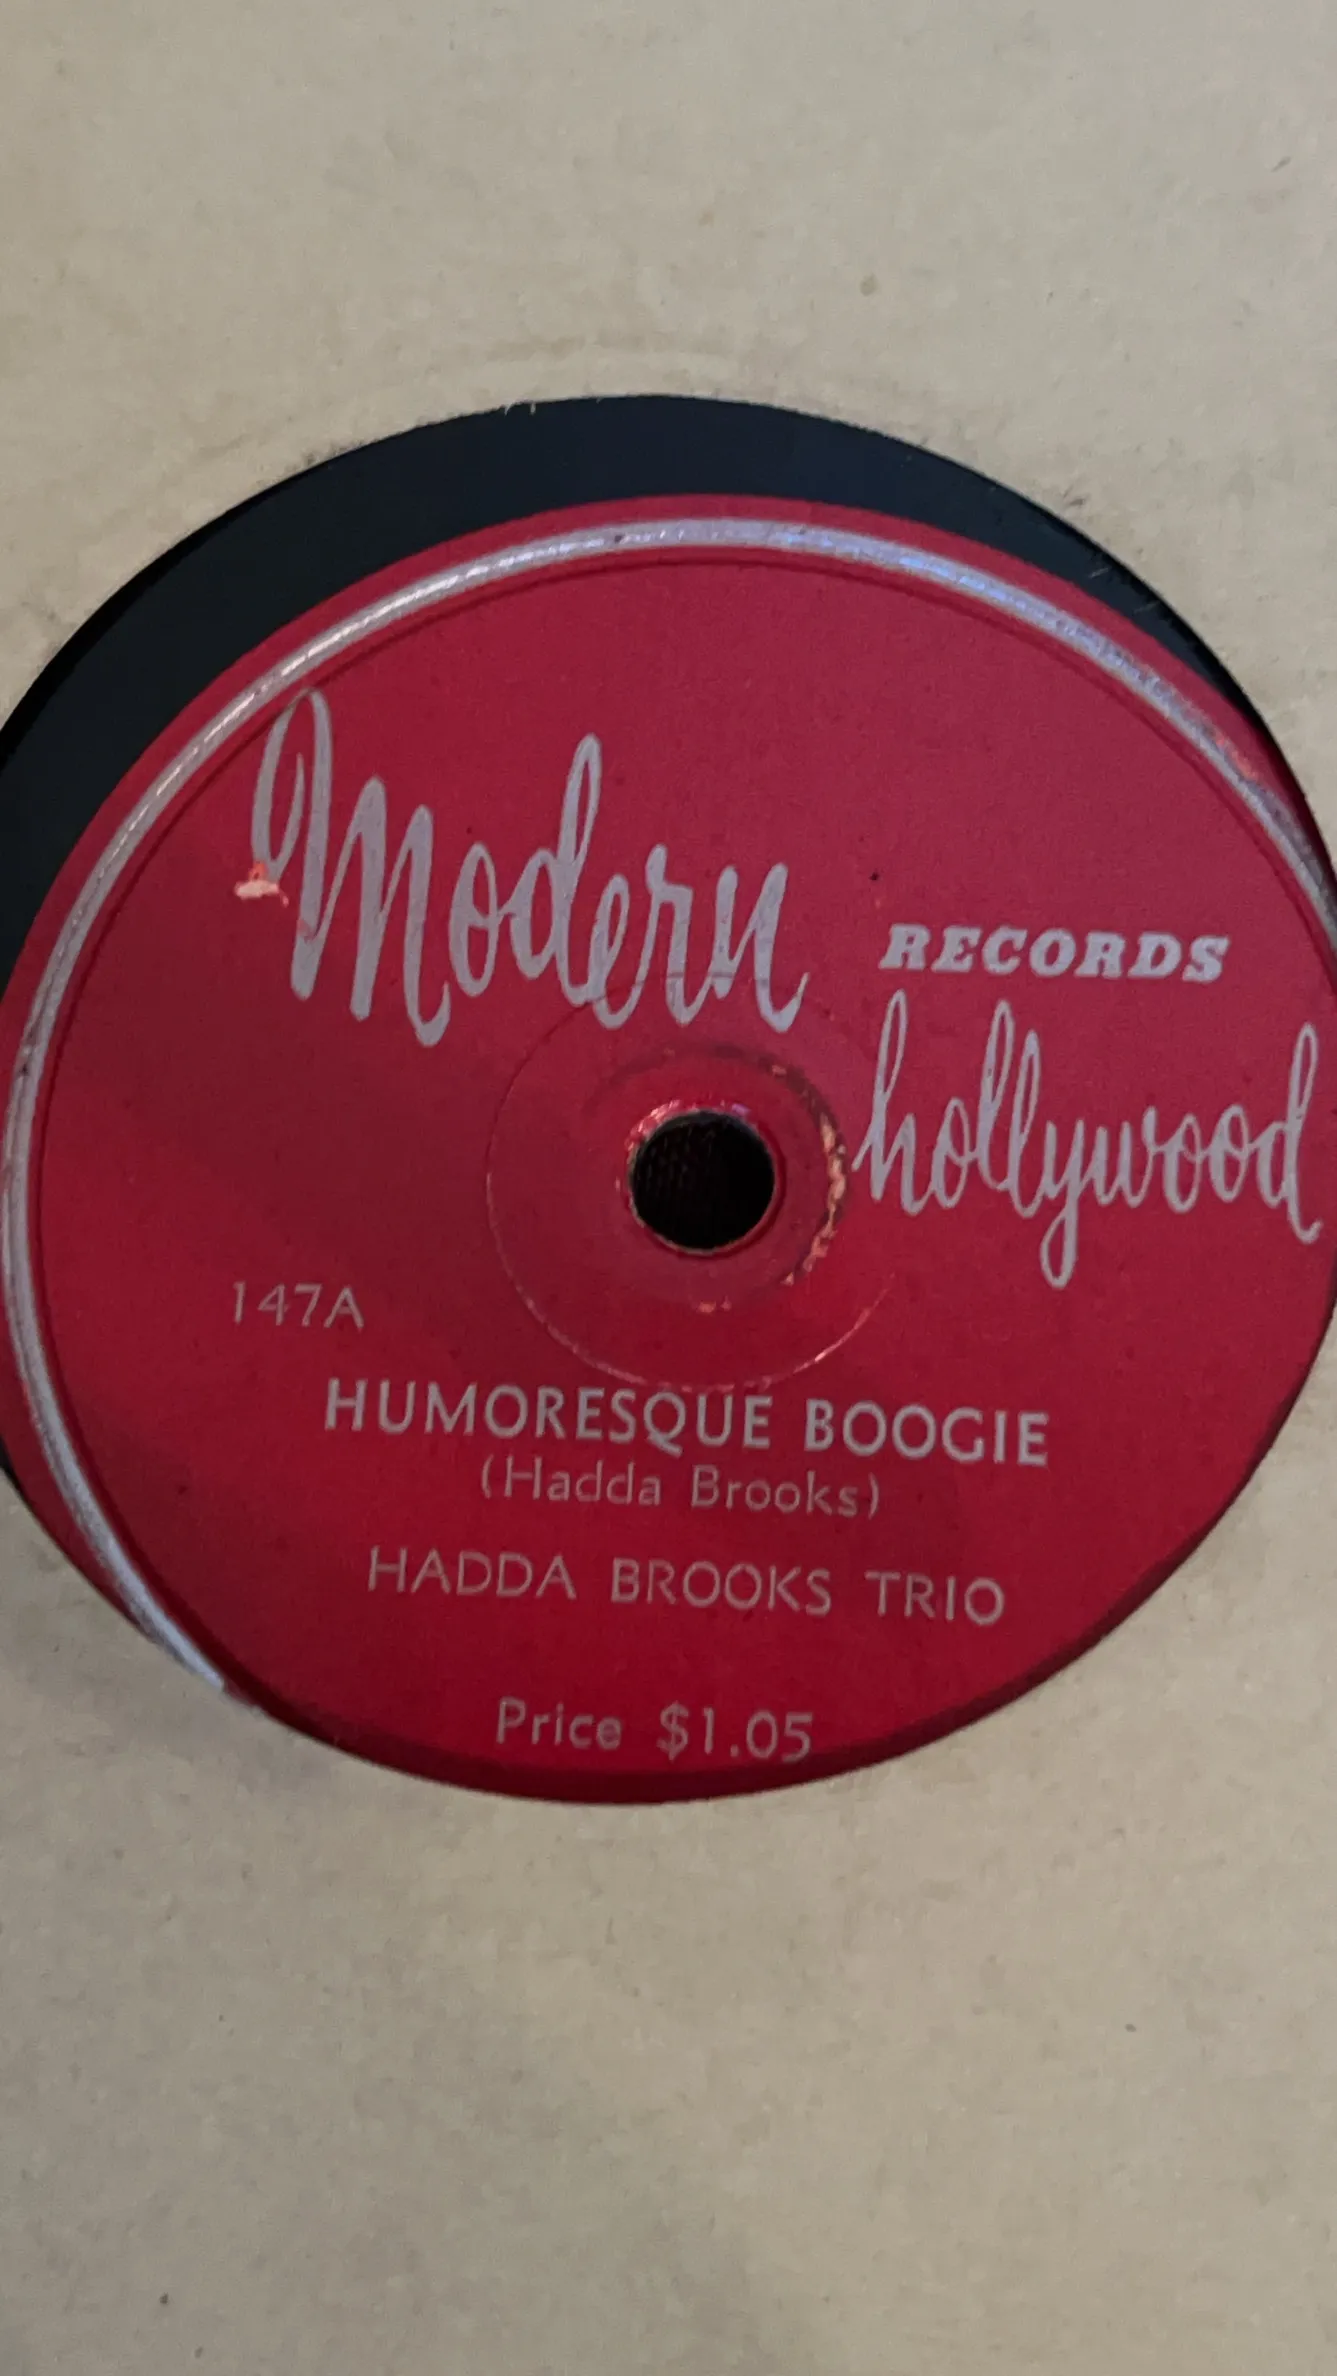 Modern RECORDS
hollywood
147A
HUMORESQUE BOOGIE
(Hadda Brooks)
HADDA BROOKS TRIO
Price $1.05